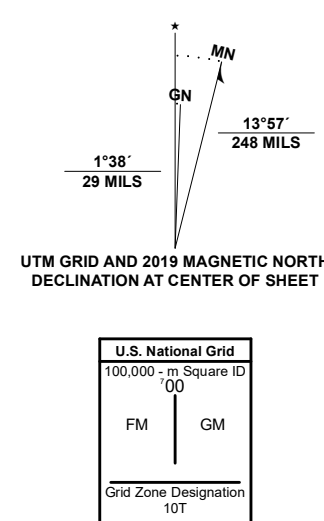 ★
MN
GN
13°57´
248 MILS
1°38´
29 MILS
UTM GRID AND 2019 MAGNETIC NORTH
DECLINATION AT CENTER OF SHEET
U.S. National Grid
100,000 - m Square ID
⁷00
FM GM
Grid Zone Designation
10T